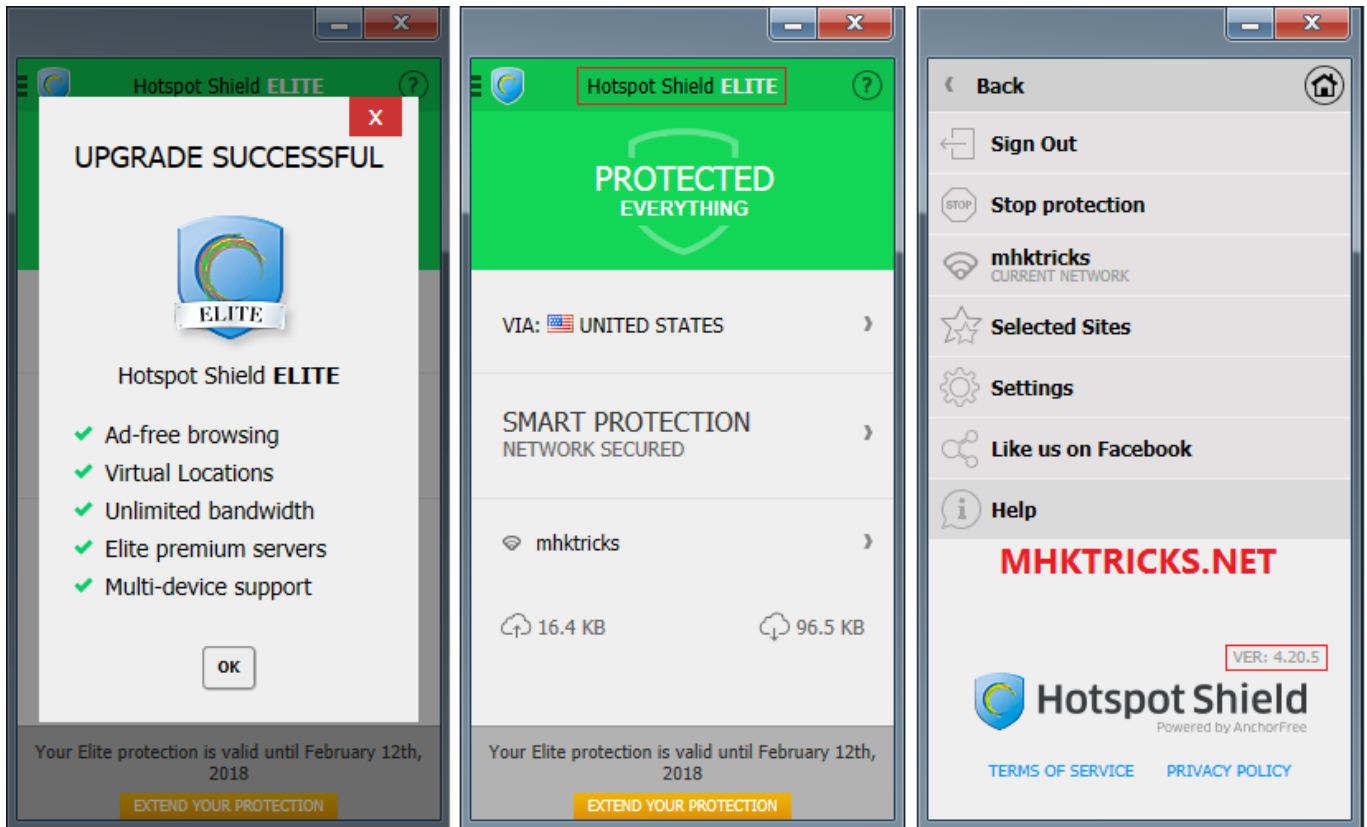 Hotspot Shield ELITE
?
X
UPGRADE SUCCESSFUL
ELITE
Hotspot Shield ELITE
Ad-free browsing
Virtual Locations
Unlimited bandwidth
Elite premium servers
Multi-device support
OK
Your Elite protection is valid until February 12th,
2018
EXTEND YOUR PROTECTION
Hotspot Shield ELITE
?
PROTECTED
EVERYTHING
VIA: UNITED STATES
SMART PROTECTION
NETWORK SECURED
mhktricks
16.4 KB
96.5 KB
Your Elite protection is valid until February 12th,
2018
EXTEND YOUR PROTECTION
Back
Sign Out
STOP
Stop protection
mhktricks
CURRENT NETWORK
Selected Sites
Settings
Like us on Facebook
Help
MHKTRICKS.NET
VER: 4.20.5
Hotspot Shield
Powered by AnchorFree
TERMS OF SERVICE PRIVACY POLICY